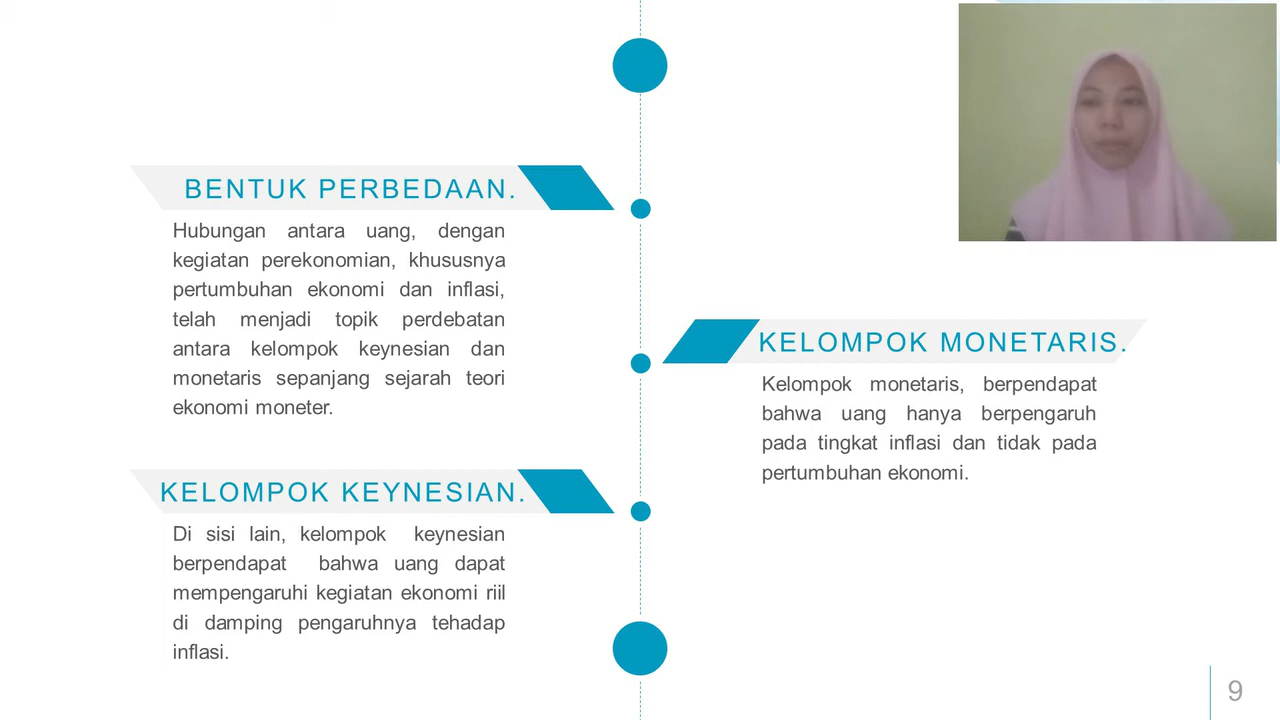 BENTUK PERBEDAAN.
Hubungan antara uang, dengan
kegiatan perekonomian, khususnya
pertumbuhan ekonomi dan inflasi,
telah menjadi topik perdebatan
antara kelompok keynesian dan
monetaris sepanjang sejarah teori
ekonomi moneter.
KELOMPOK MONETARIS.
Kelompok monetaris, berpendapat
bahwa uang hanya berpengaruh
pada tingkat inflasi dan tidak pada
pertumbuhan ekonomi.
KELOMPOK KEYNESIAN.
Di sisi lain, kelompok keynesian
berpendapat bahwa uang dapat
mempengaruhi kegiatan ekonomi riil
di damping pengaruhnya tehadap
inflasi.
9